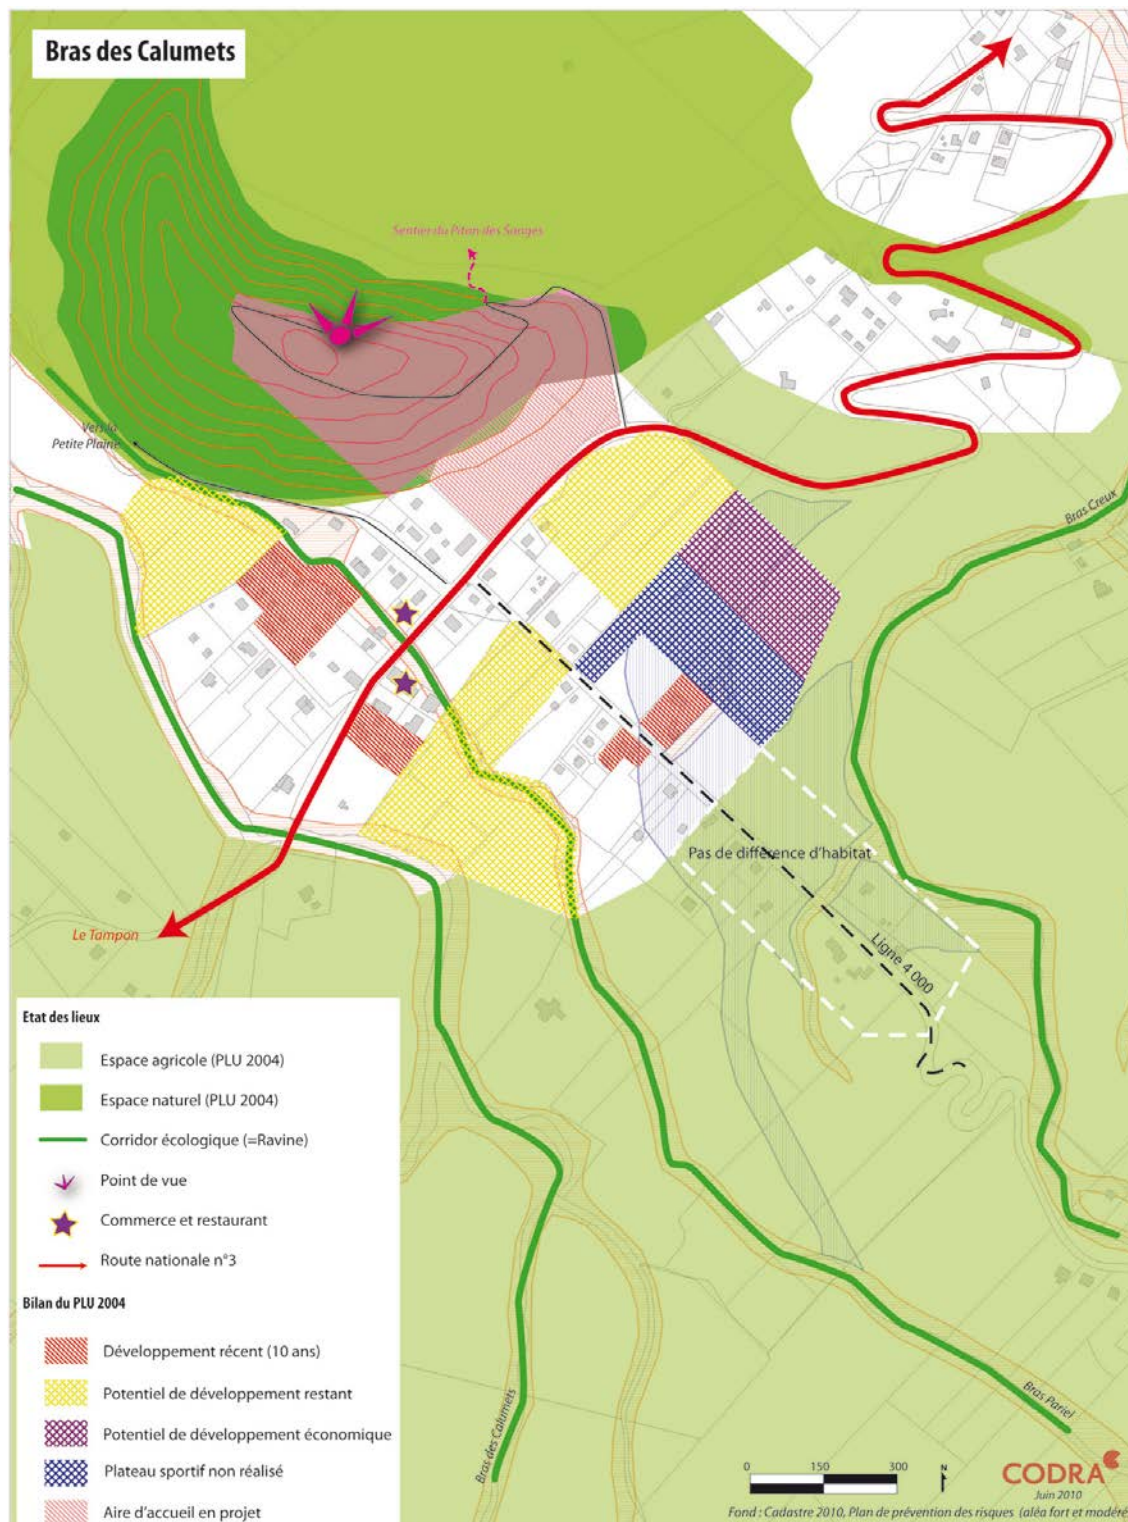 Bras des Calumets
Sentier du Piton des Songes
Vers la
Petite Plaine
Bras Creux
Pas de différence d'habitat
Ligne 4 000
Le Tampon
Etat des lieux
Espace agricole (PLU 2004)
Espace naturel (PLU 2004)
Corridor écologique (=Ravine)
Point de vue
Commerce et restaurant
Route nationale n°3
Bilan du PLU 2004
Développement récent (10 ans)
Potentiel de développement restant
Potentiel de développement économique
Plateau sportif non réalisé
Aire d'accueil en projet
Bras des Calumets
Bras Pariel
0 150 300 N
CODRA
Juin 2010
Fond : Cadastre 2010, Plan de prévention des risques (aléa fort et modéré